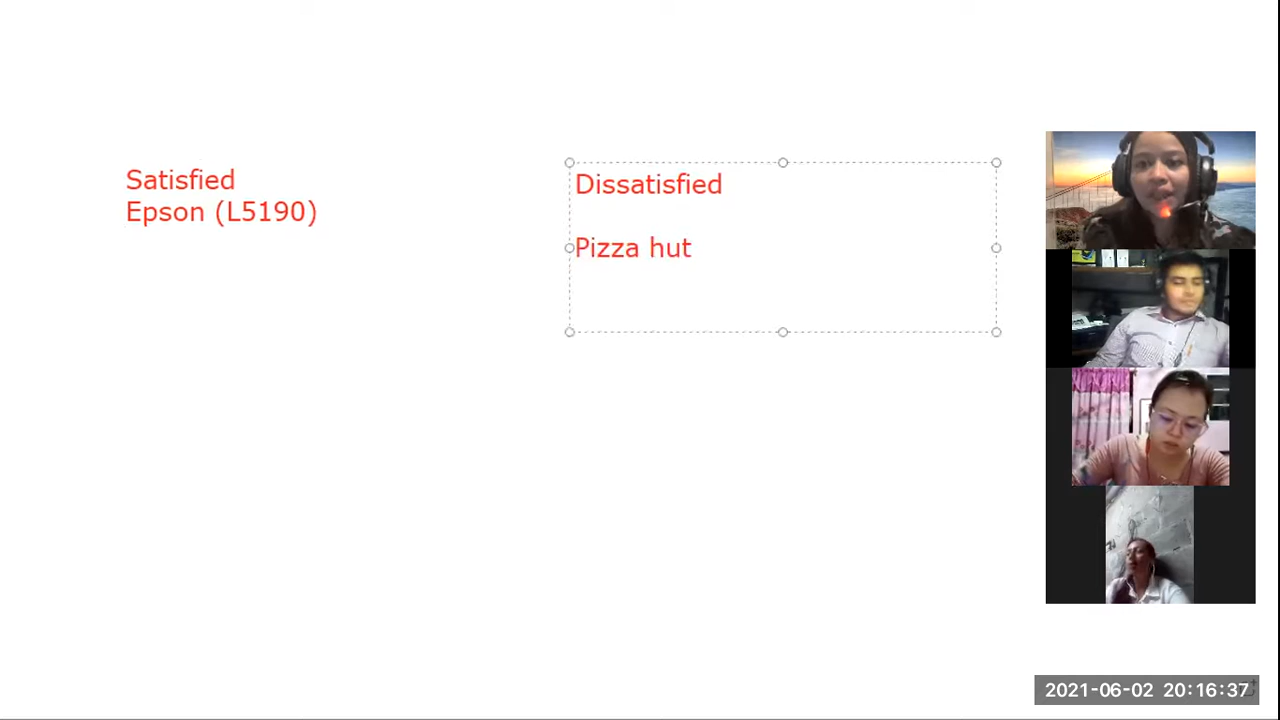 Satisfied
Epson (L5190)
Dissatisfied
Pizza hut
2021-06-02 20:16:37